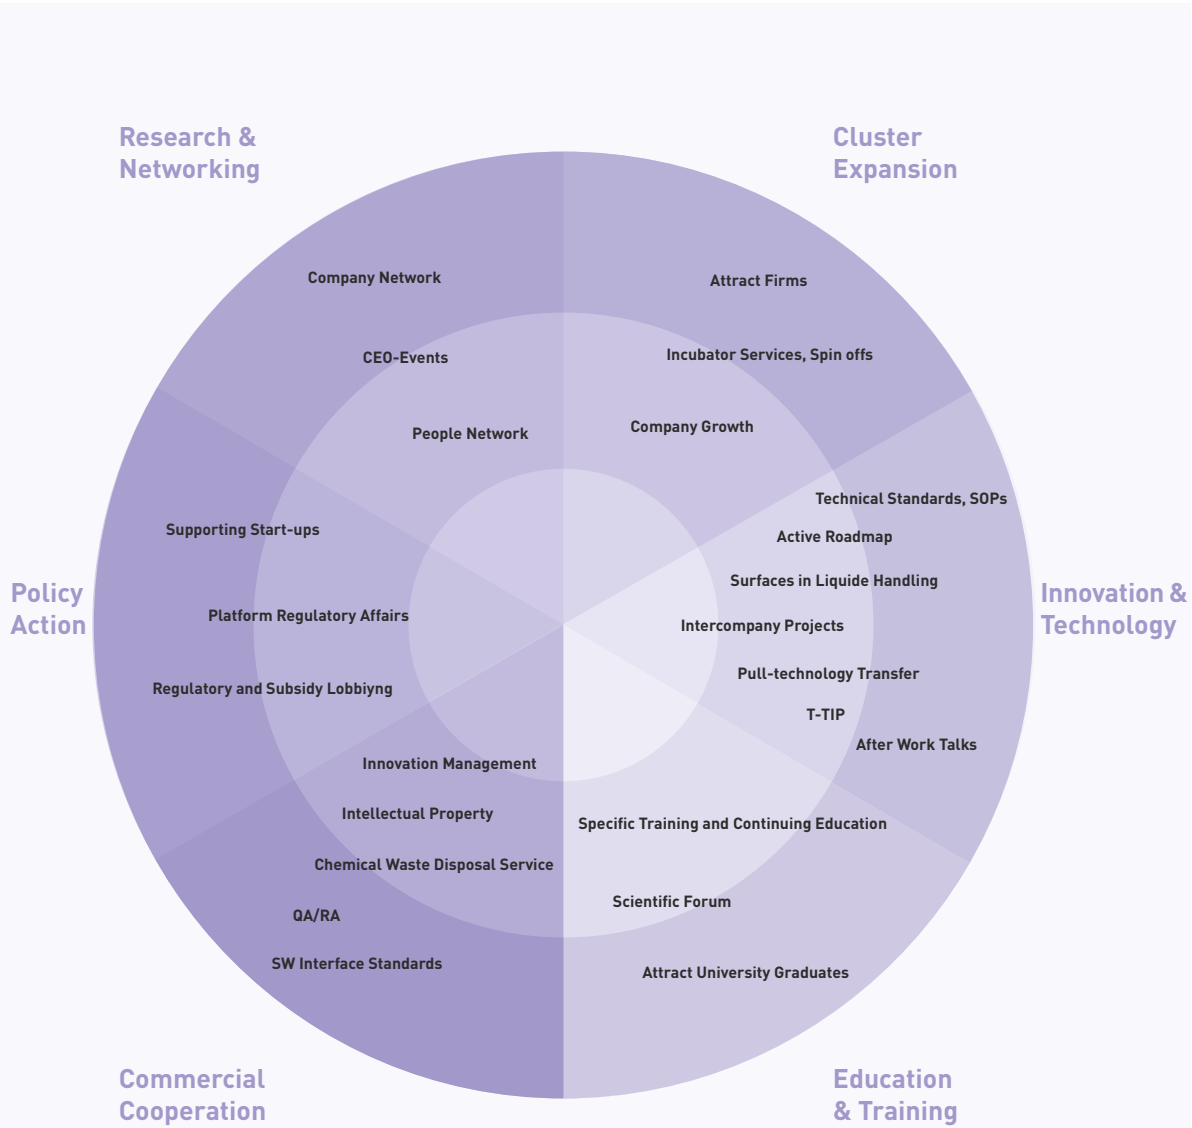 Research &
Networking
Cluster
Expansion
Company Network
Attract Firms
CEO-Events
Incubator Services, Spin offs
People Network
Company Growth
Technical Standards, SOPs
Supporting Start-ups
Active Roadmap
Surfaces in Liquide Handling
Policy
Action
Innovation &
Technology
Platform Regulatory Affairs
Intercompany Projects
Pull-technology Transfer
Regulatory and Subsidy Lobbiyng
T-TIP
After Work Talks
Innovation Management
Intellectual Property
Specific Training and Continuing Education
Chemical Waste Disposal Service
Scientific Forum
QA/RA
SW Interface Standards
Attract University Graduates
Commercial
Cooperation
Education
& Training